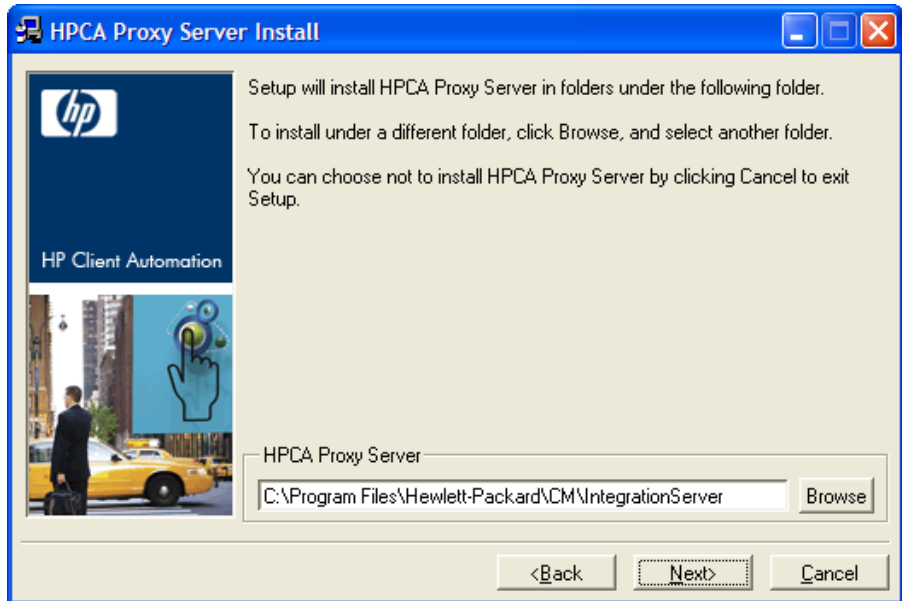 HPCA Proxy Server Install
hp
HP Client Automation
Setup will install HPCA Proxy Server in folders under the following folder.
To install under a different folder, click Browse, and select another folder.
You can choose not to install HPCA Proxy Server by clicking Cancel to exit
Setup.
HPCA Proxy Server
C:\Program Files\Hewlett-Packard\CM\IntegrationServer
Browse
<Back
Next>
Cancel